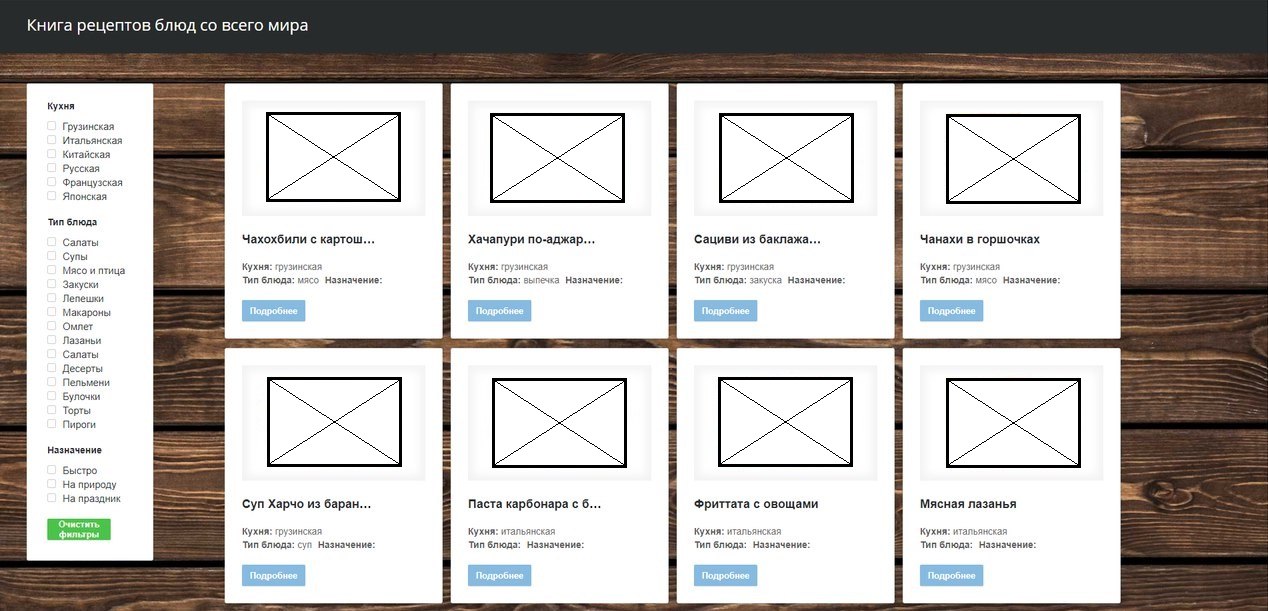 Книга рецептов блюд со всего мира
Кухня
Грузинская
Итальянская
Китайская
Русская
Французская
Японская
Тип блюда
Салаты
Супы
Мясо и птица
Закуски
Лепешки
Макароны
Омлет
Лазаньи
Салаты
Десерты
Пельмени
Булочки
Торты
Пироги
Назначение
Быстро
На природу
На праздник
Очистить
фильтры
Чахохбили с картош...
Кухня: грузинская
Тип блюда: мясо Назначение:
Подробнее
Хачапури по-аджар...
Кухня: грузинская
Тип блюда: выпечка Назначение:
Подробнее
Сациви из баклажа...
Кухня: грузинская
Тип блюда: закуска Назначение:
Подробнее
Чанахи в горшочках
Кухня: грузинская
Тип блюда: мясо Назначение:
Подробнее
Суп Харчо из баран...
Кухня: грузинская
Тип блюда: суп Назначение:
Подробнее
Паста карбонара с б...
Кухня: итальянская
Тип блюда: Назначение:
Подробнее
Фриттата с овощами
Кухня: итальянская
Тип блюда: Назначение:
Подробнее
Мясная лазанья
Кухня: итальянская
Тип блюда: Назначение:
Подробнее